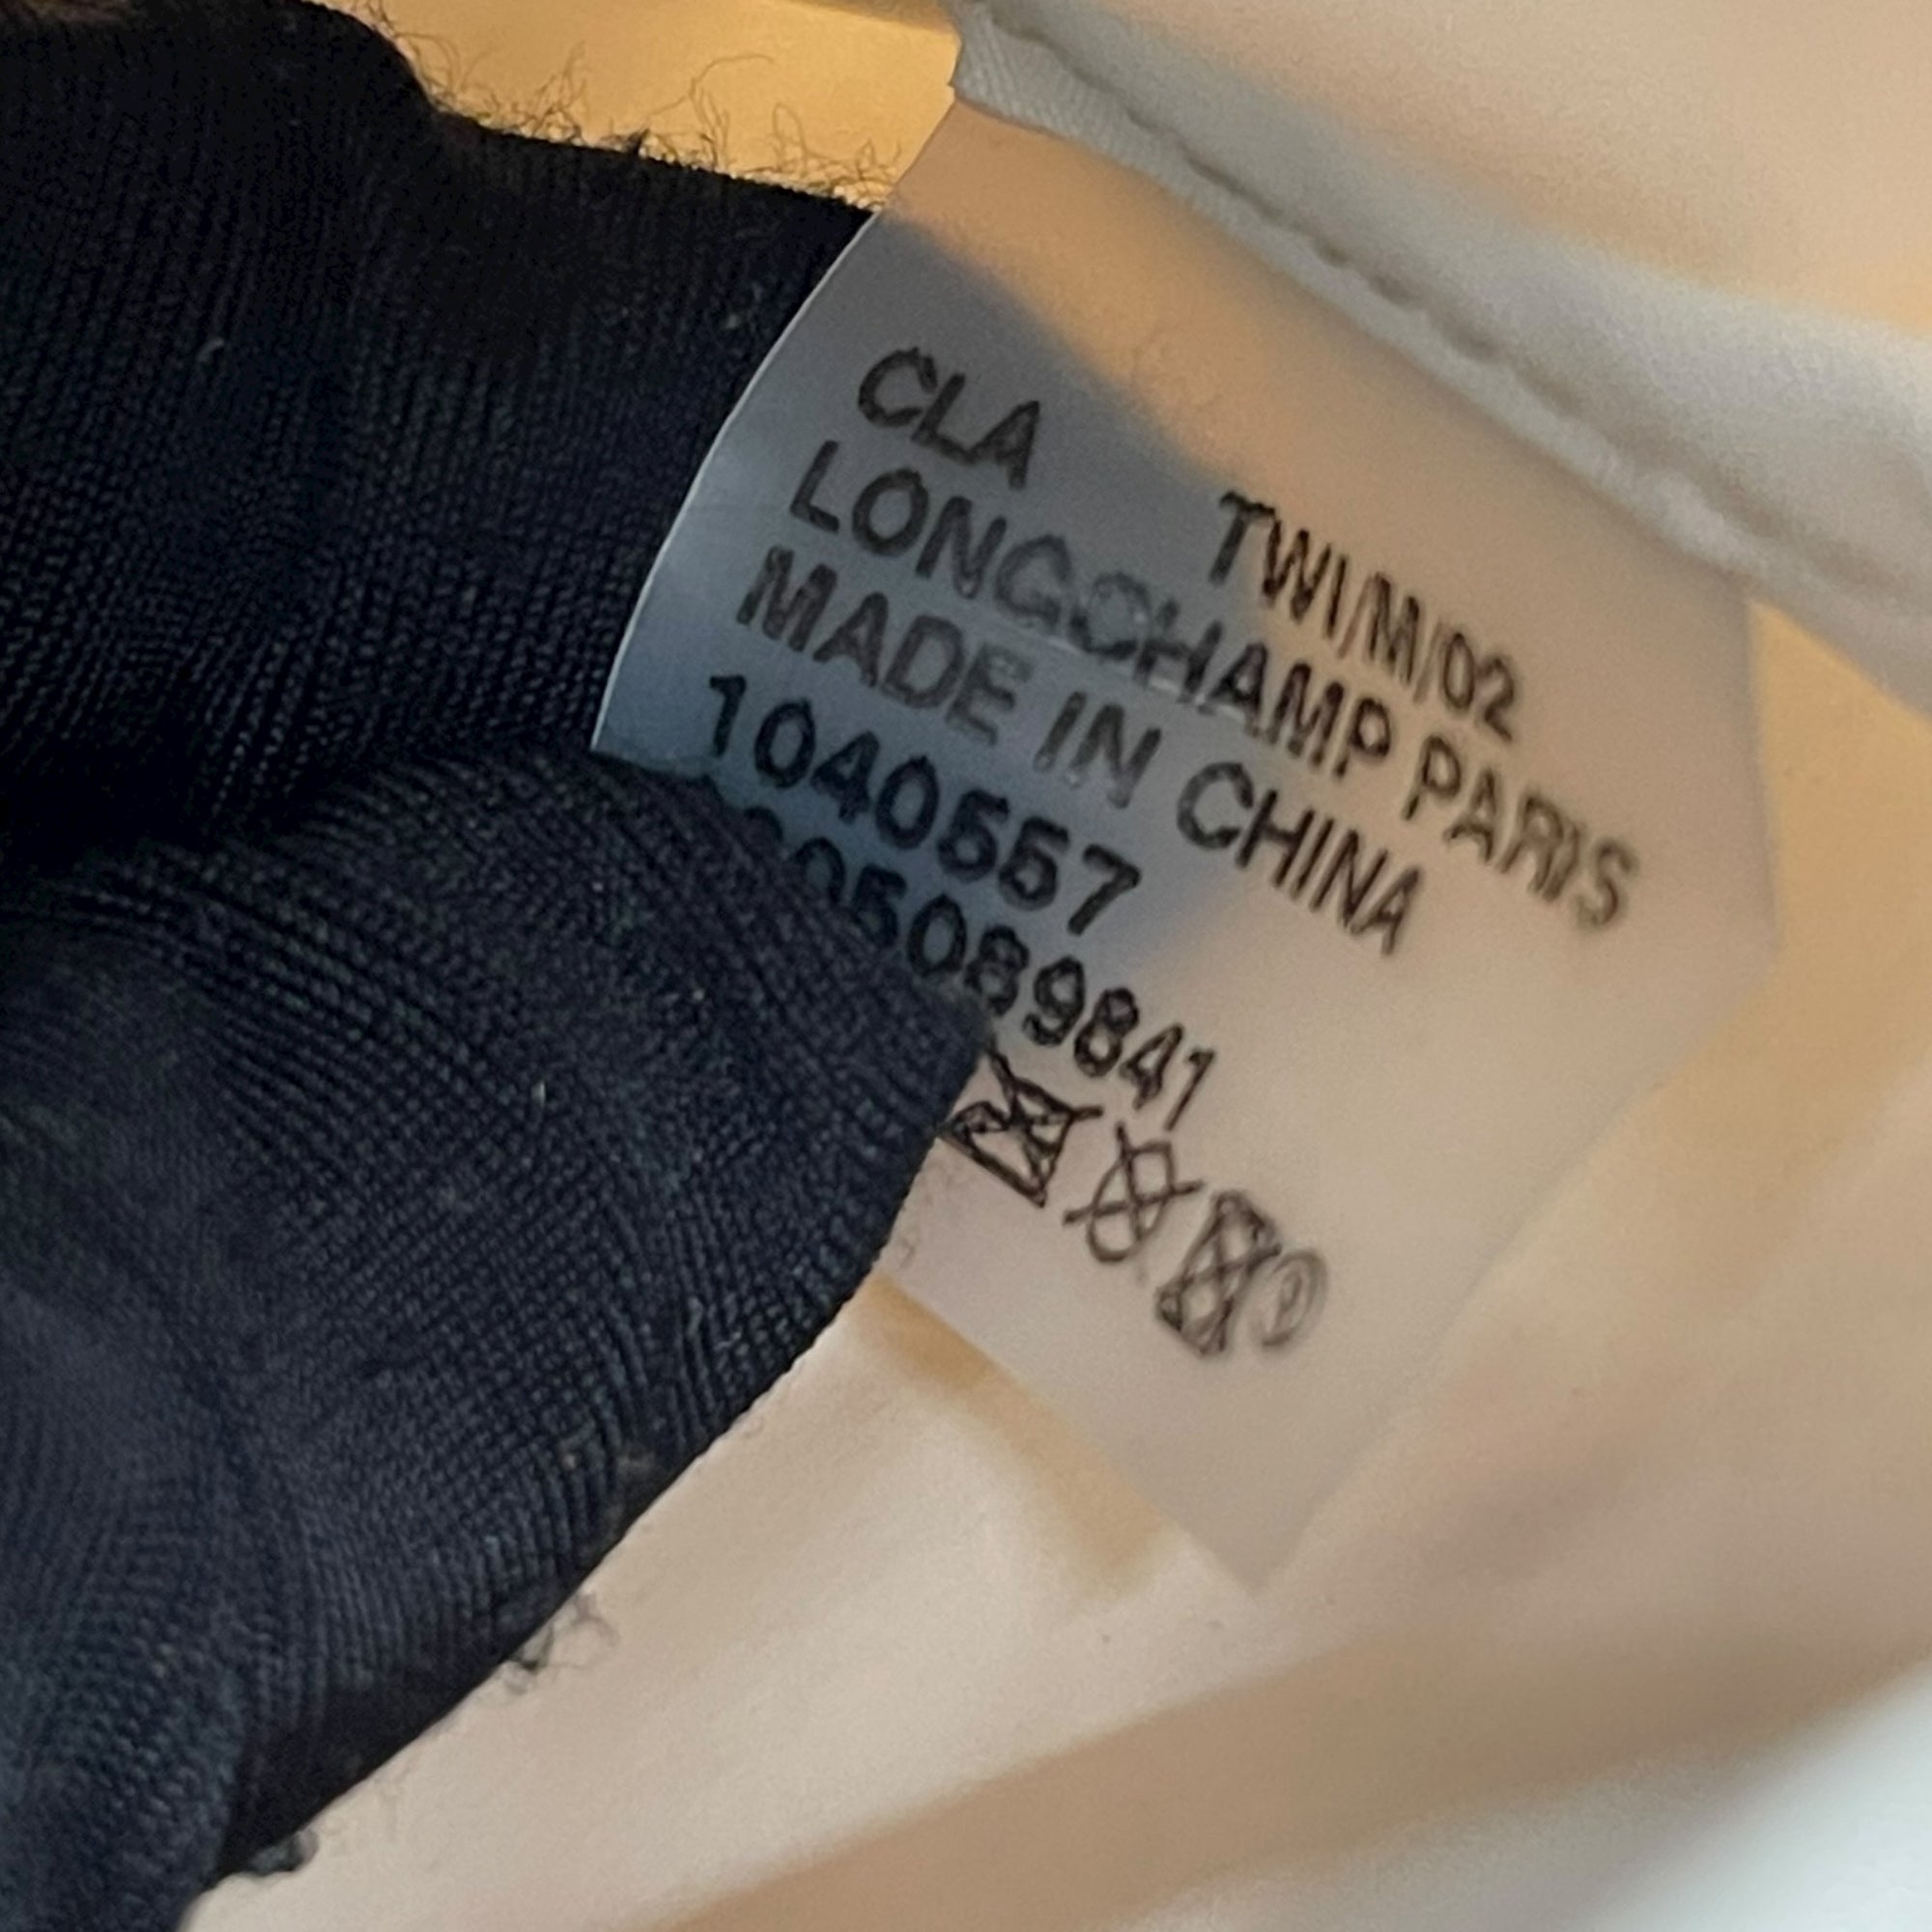 CLA TWI/M/02
LONGCHAMP PARIS
MADE IN CHINA
1040557